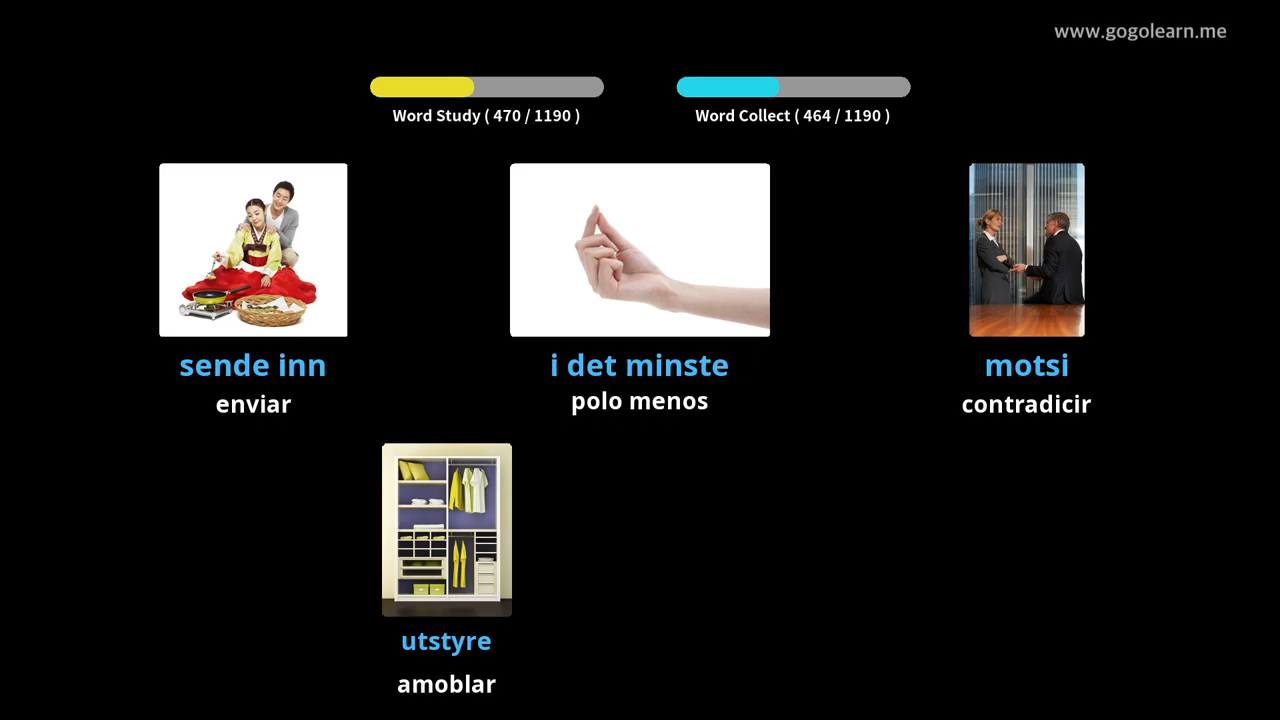 www.gogolearn.me
Word Study ( 470 / 1190 )
Word Collect ( 464 / 1190 )
sende inn
enviar
i det minste
polo menos
motsi
contradicir
utstyre
amoblar